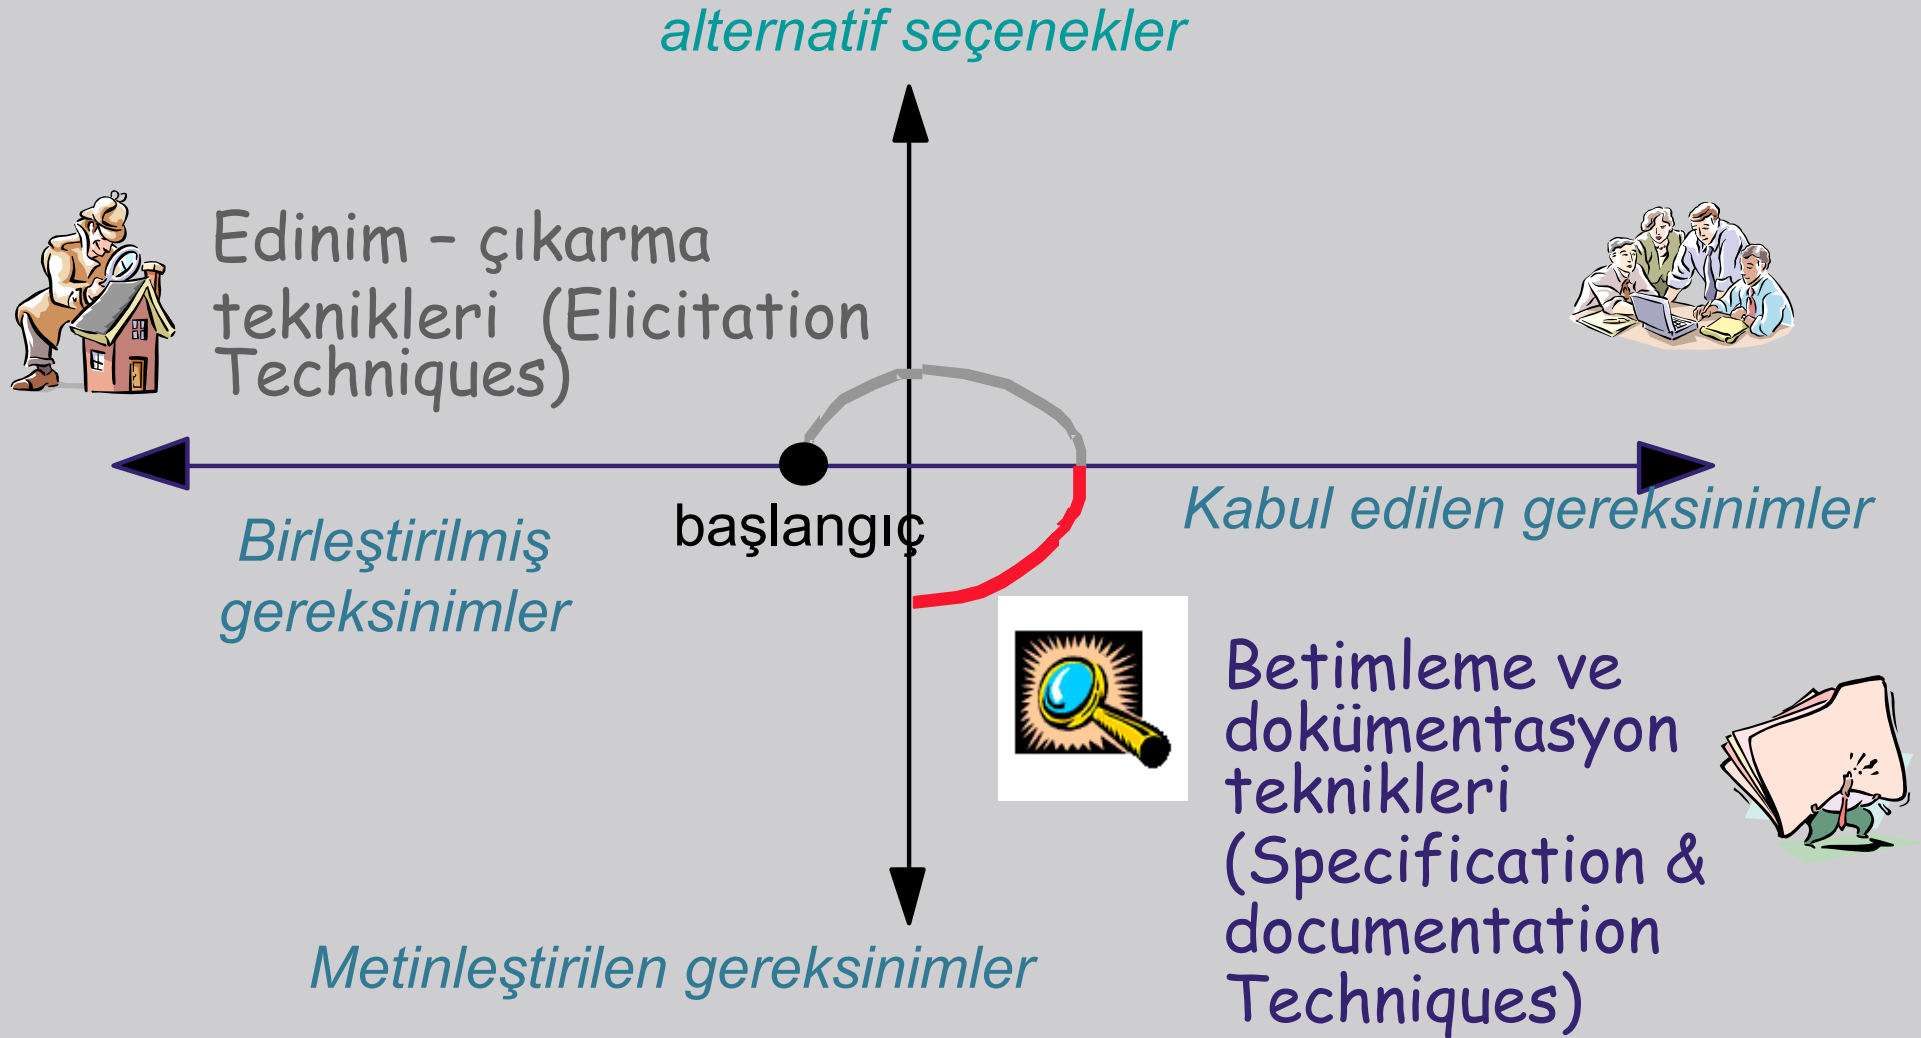 alternatif seçenekler
Edinim – çıkarma
teknikleri (Elicitation
Techniques)
başlangıç
Kabul edilen gereksinimler
Birleştirilmiş
gereksinimler
Betimleme ve
dokümentasyon
teknikleri
(Specification &
documentation
Techniques)
Metinleştirilen gereksinimler